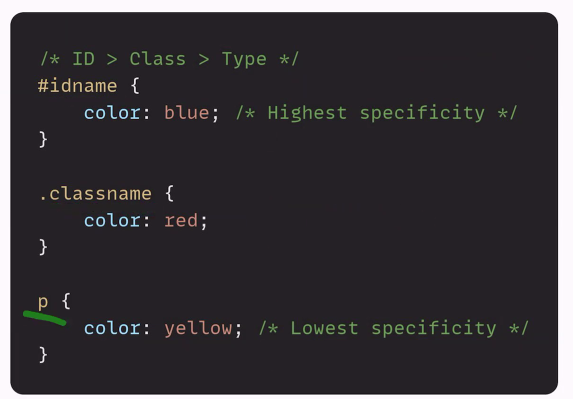 /* ID > Class > Type */
#idname {
    color: blue; /* Highest specificity */
}
.classname {
    color: red;
}
p {
    color: yellow; /* Lowest specificity */
}